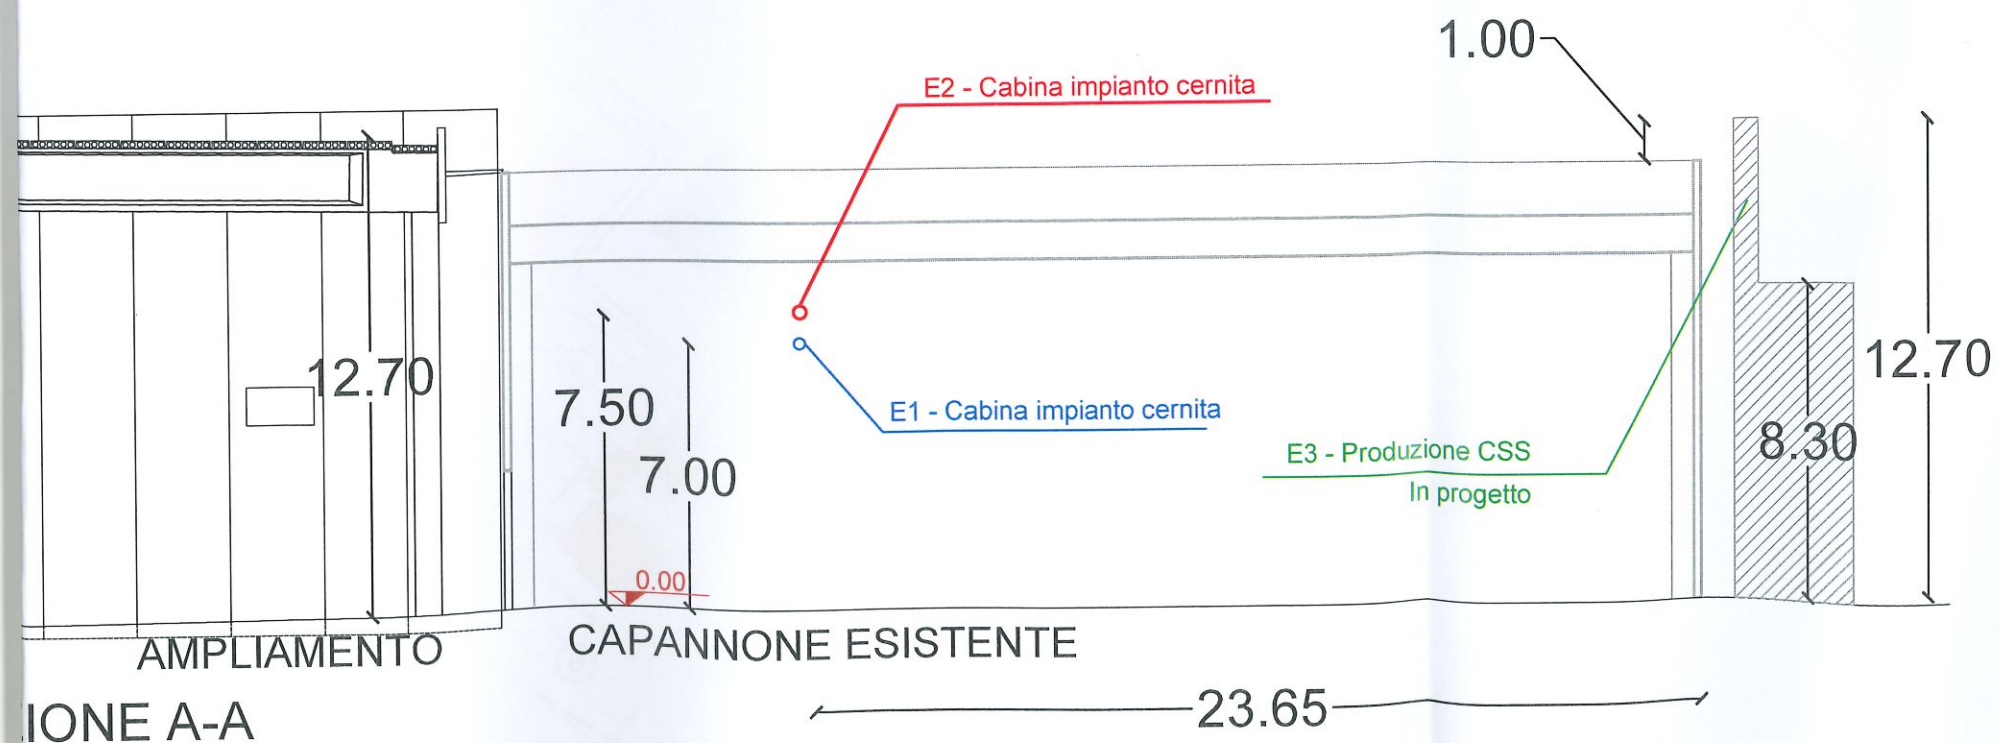 1.00
E2 - Cabina impianto cernita
12.70
7.50
E1 - Cabina impianto cernita
12.70
8.30
E3 - Produzione CSS
In progetto
7.00
0.00
AMPLIAMENTO
CAPANNONE ESISTENTE
IONE A-A
23.65